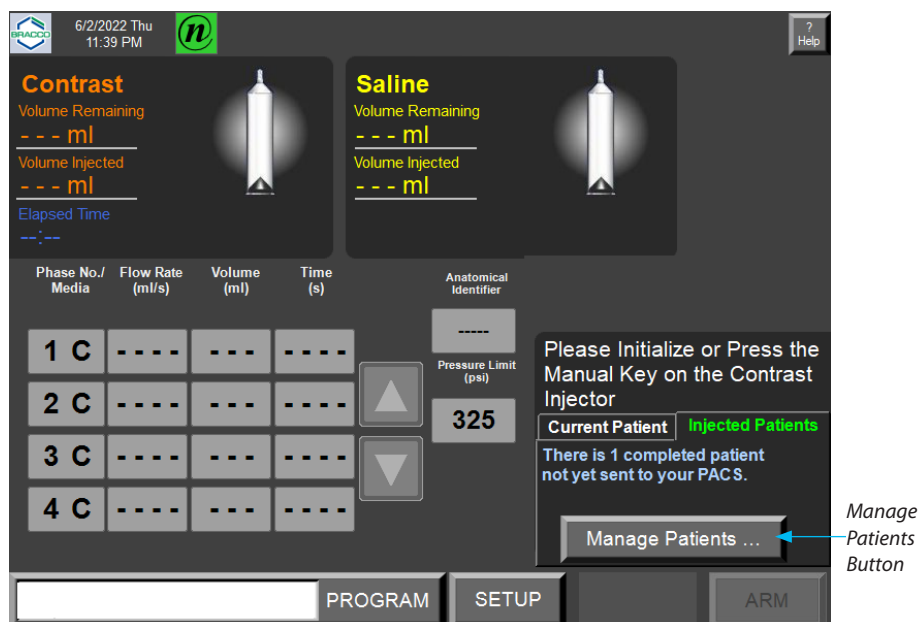 BRACCO
6/2/2022 Thu
11:39 PM
n
?
Help
Contrast
Volume Remaining
- - - ml
Volume Injected
- - - ml
Elapsed Time
--:--
Saline
Volume Remaining
- - - ml
Volume Injected
- - - ml
Phase No./ Flow Rate Volume Time
Media (ml/s) (ml) (s)
Anatomical
Identifier
-----
1 C - - - - - - - - - - -
Pressure Limit
(psi)
2 C - - - - - - - - - - -
325
3 C - - - - - - - - - - -
4 C - - - - - - - - - - -
Please Initialize or Press the
Manual Key on the Contrast
Injector
Current Patient Injected Patients
There is 1 completed patient
not yet sent to your PACS.
Manage Patients ...
Manage
Patients
Button
PROGRAM SETUP ARM